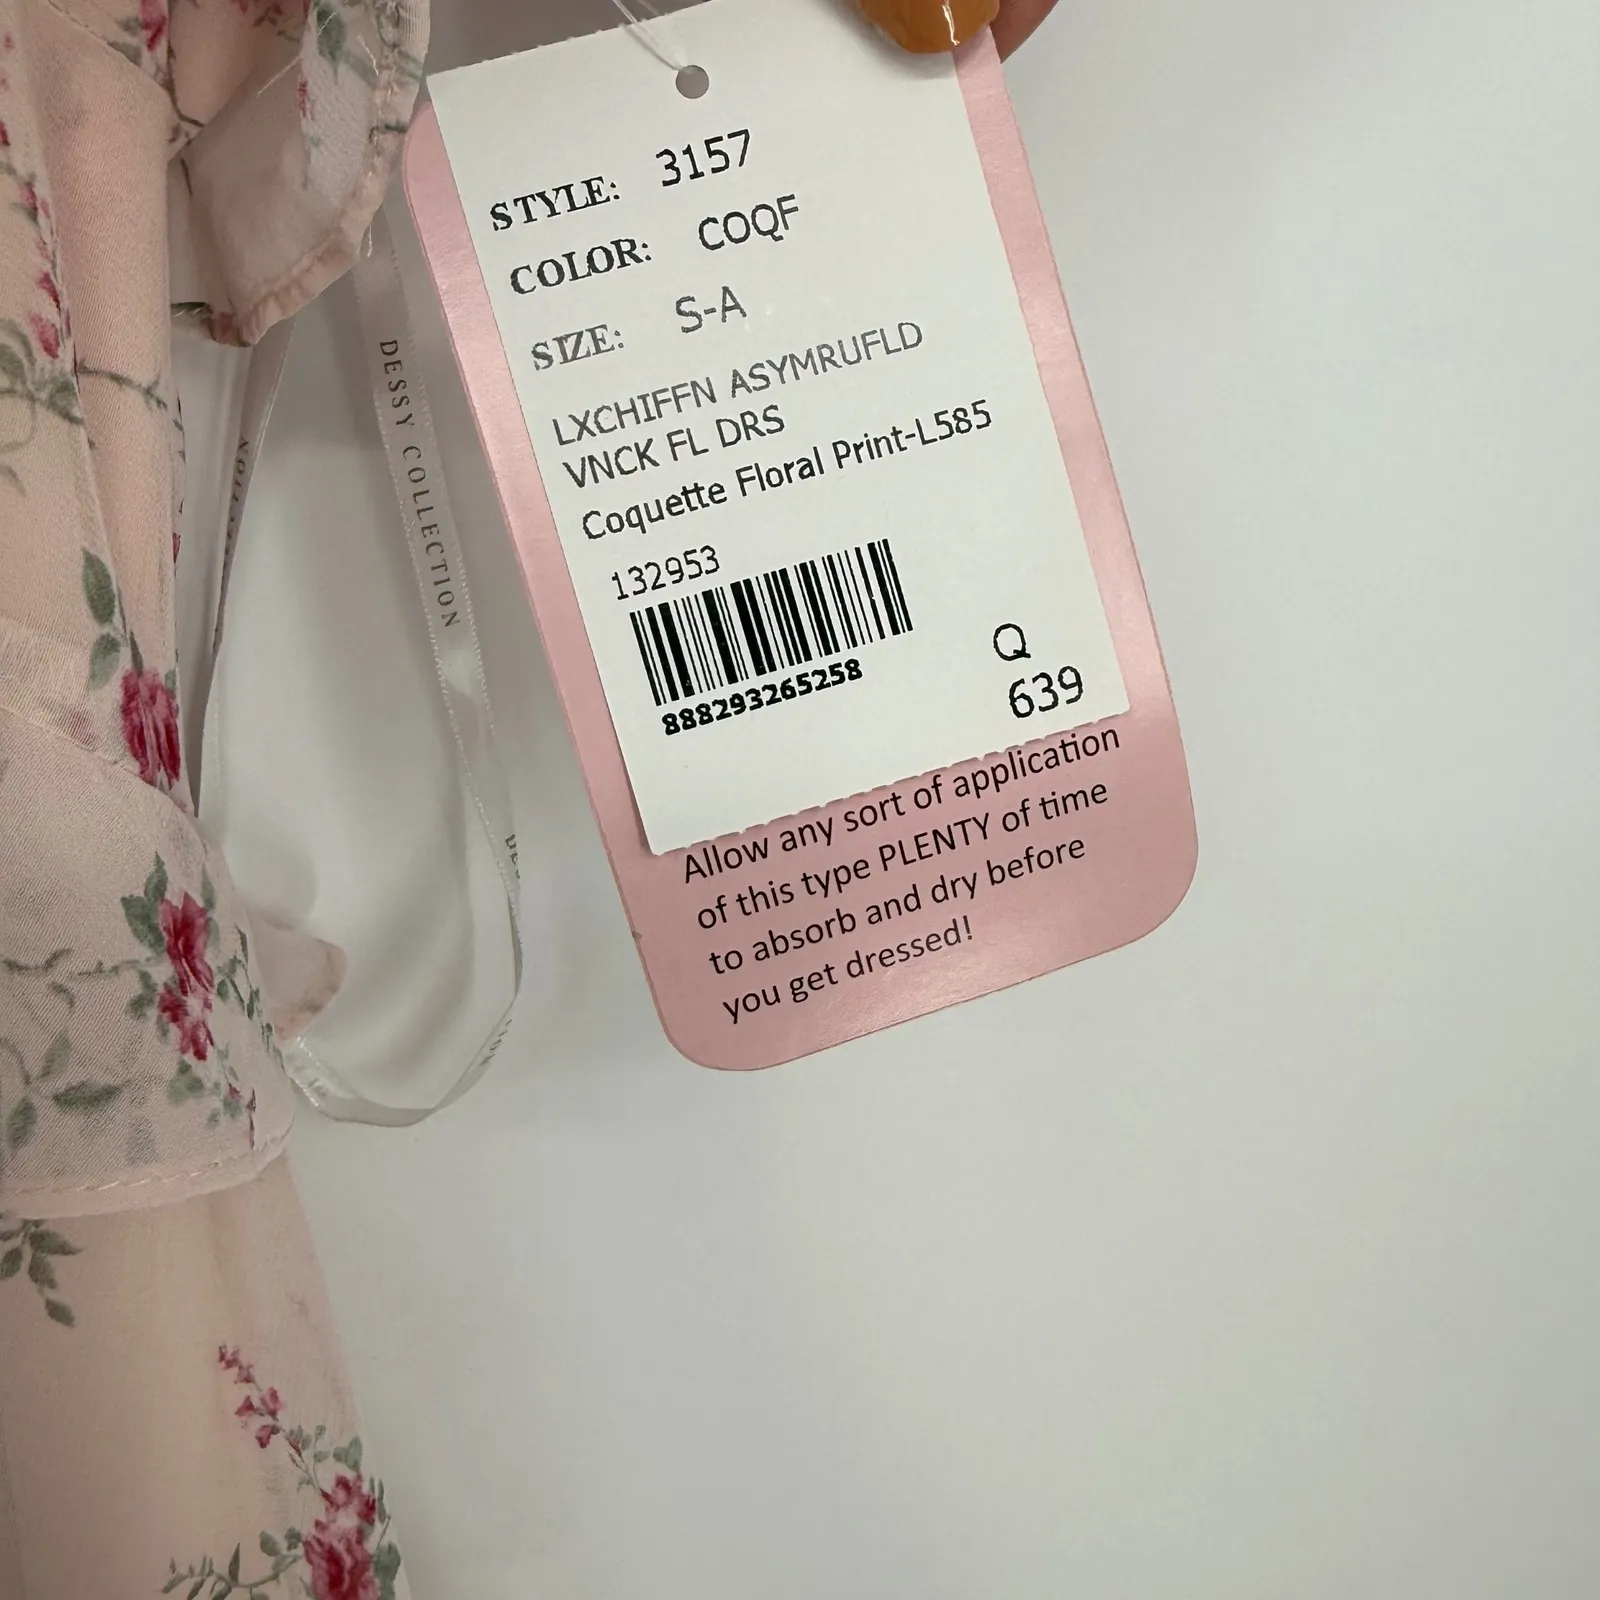 STYLE: 3157
COLOR: COQF
SIZE: S-A
LXCHIFFN ASYMRUFLD
VNCK FL DRS
Coquette Floral Print-L585
132953
888293265258
Q
639
Allow any sort of application
of this type PLENTY of time
to absorb and dry before
you get dressed!
DESSY COLLECTION